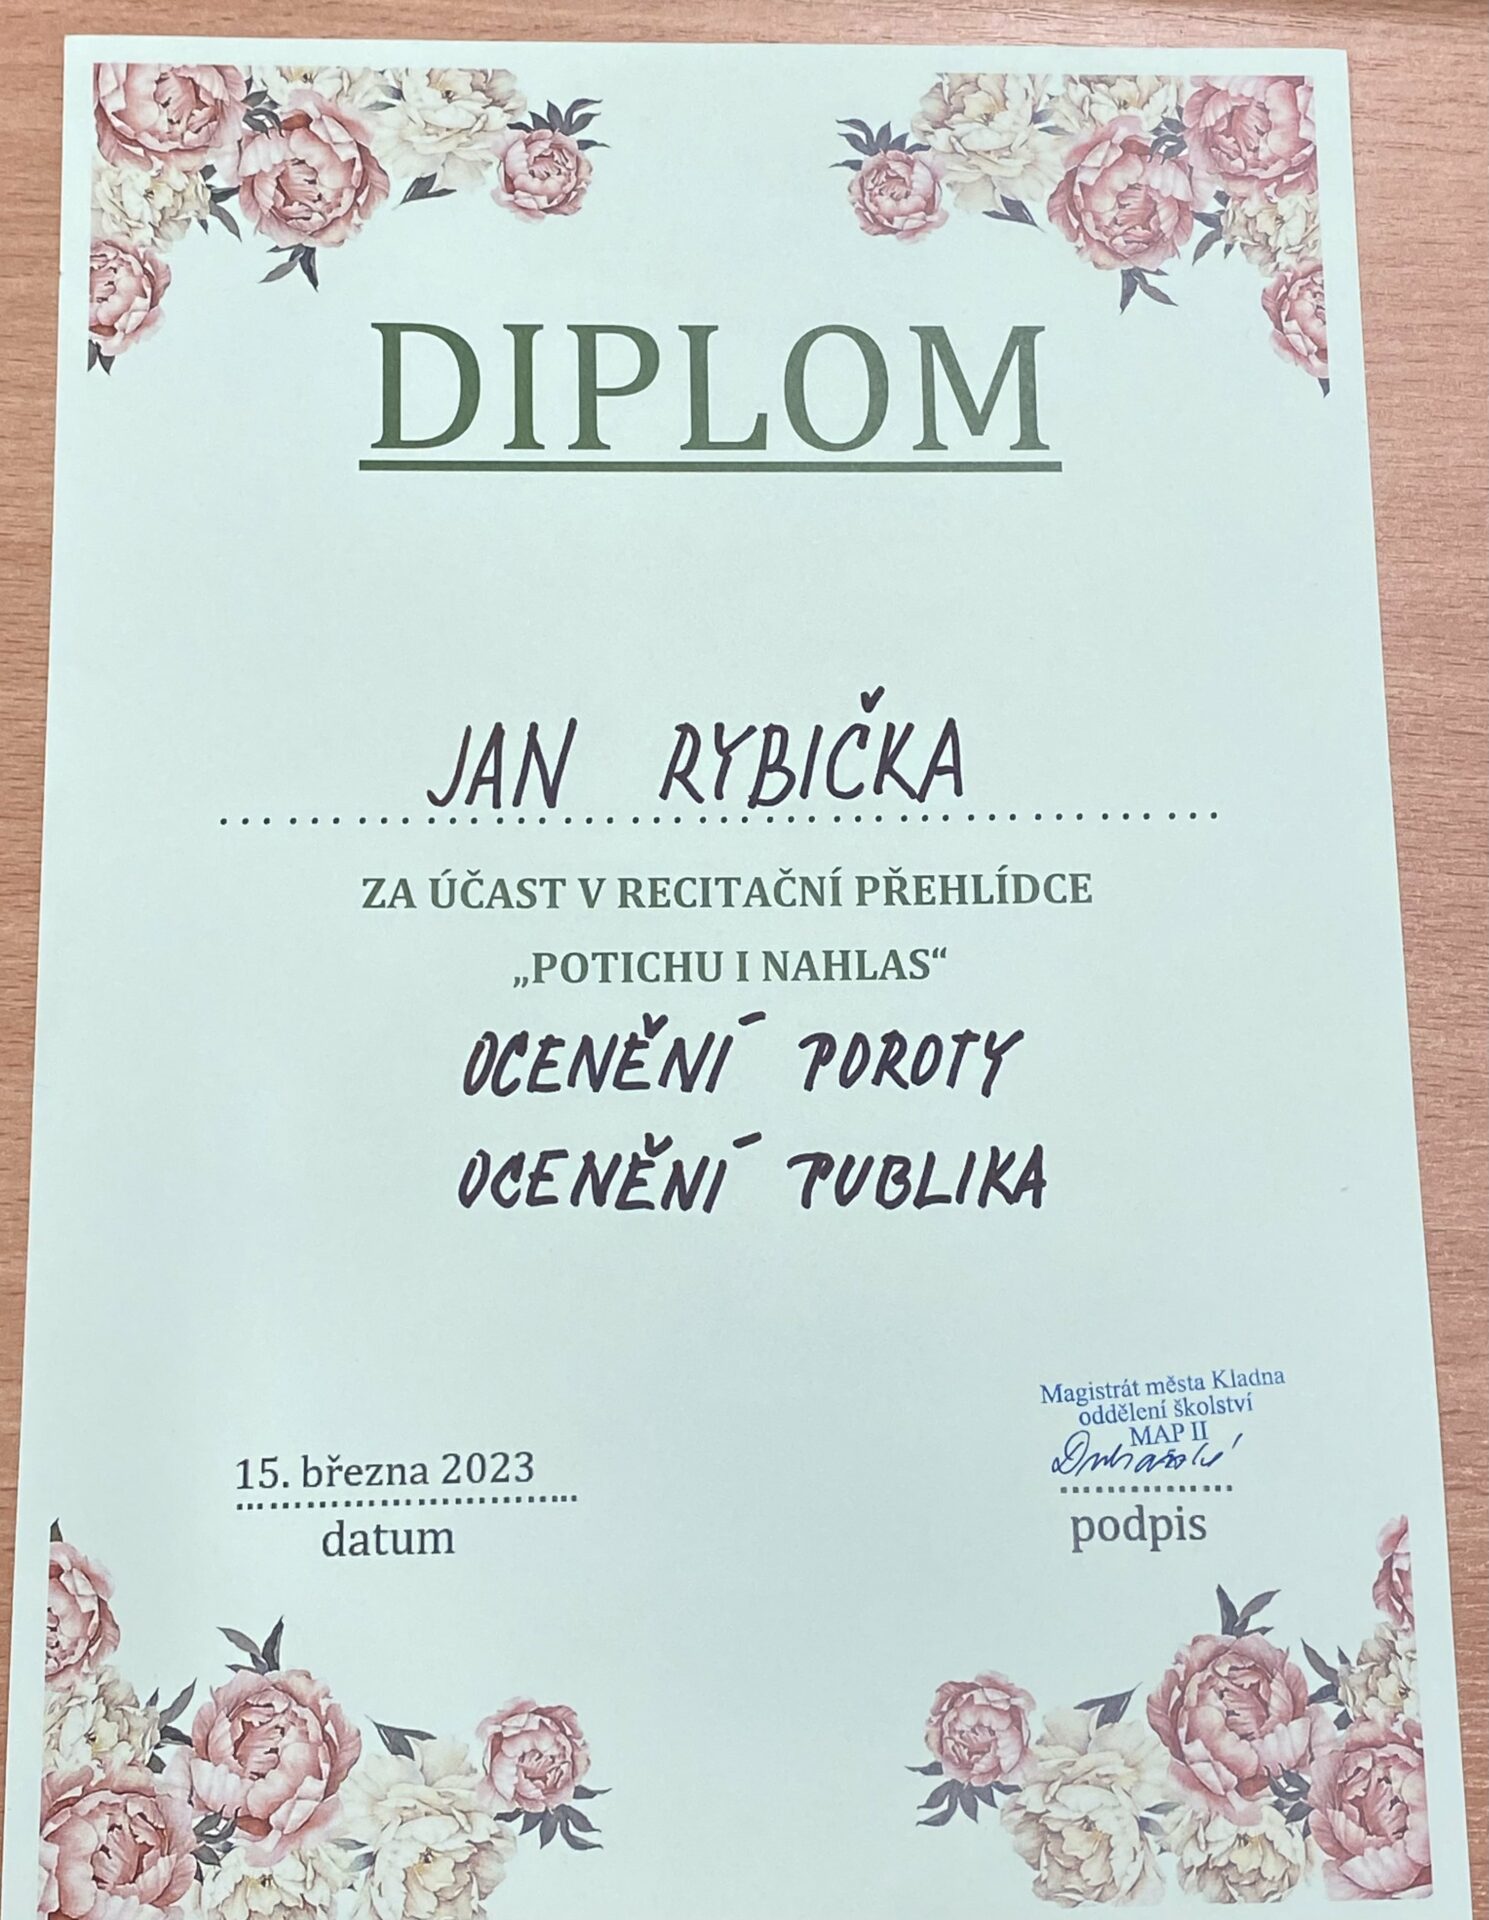 DIPLOM
JAN RYBIČKA
ZA ÚČAST V RECITAČNÍ PŘEHLÍDCE
„POTICHU I NAHLAS“
OCENĚNÍ POROTY
OCENĚNÍ PUBLIKA
Magistrát města Kladna
oddělení školství
MAP II
15. března 2023
datum
podpis